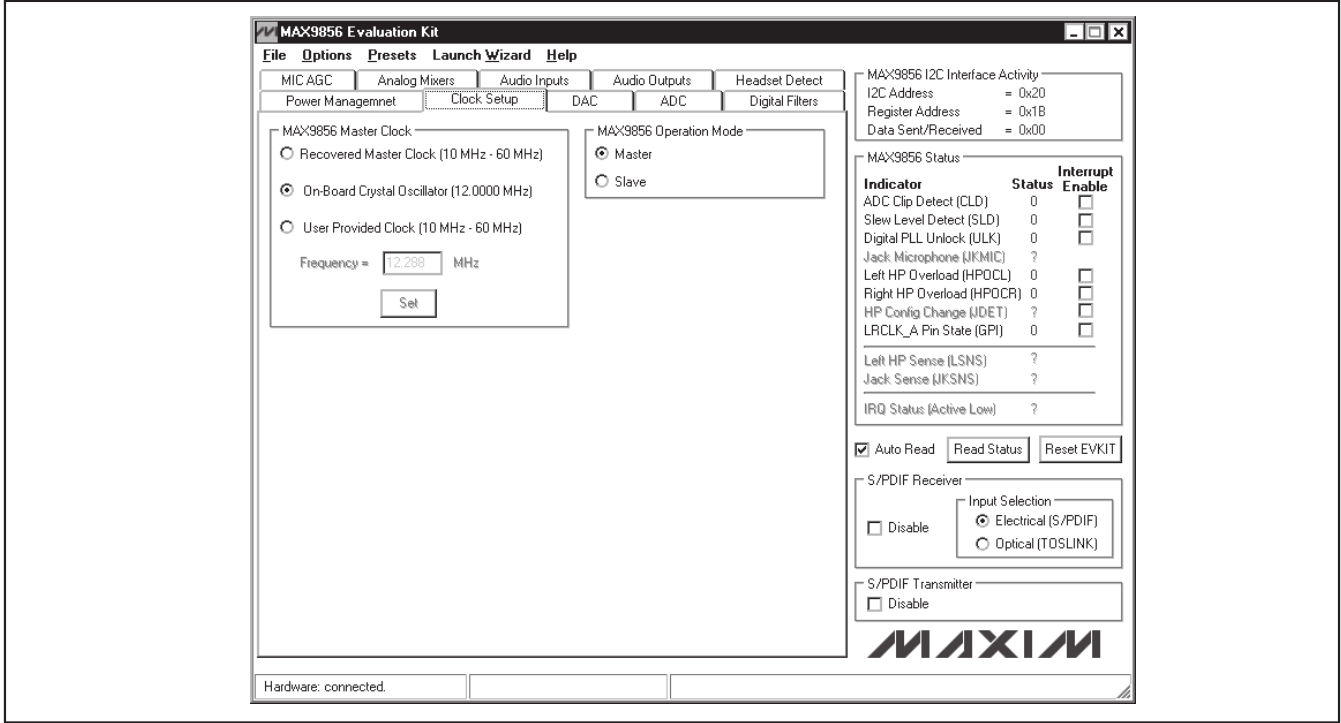 MAX9856 Evaluation Kit
File Options Presets Launch Wizard Help
MIC AGC Analog Mixers Audio Inputs Audio Outputs Headset Detect
Power Managemnet Clock Setup DAC ADC Digital Filters
MAX9856 Master Clock
Recovered Master Clock (10 MHz - 60 MHz)
On-Board Crystal Oscillator (12.0000 MHz)
User Provided Clock (10 MHz - 60 MHz)
Frequency = 12.288 MHz
Set
MAX9856 Operation Mode
Master
Slave
MAX9856 I2C Interface Activity
I2C Address = 0x20
Register Address = 0x1B
Data Sent/Received = 0x00
MAX9856 Status
Interrupt
Indicator Status Enable
ADC Clip Detect (CLD) 0
Slew Level Detect (SLD) 0
Digital PLL Unlock (ULK) 0
Jack Microphone (JKMIC) ?
Left HP Overload (HPOCL) 0
Right HP Overload (HPOCR) 0
HP Config Change (JDET) ?
LRCLK_A Pin State (GPI) 0
Left HP Sense (LSNS) ?
Jack Sense (JKSNS) ?
IRQ Status (Active Low) ?
Auto Read Read Status Reset EVKIT
S/PDIF Receiver
Disable
Input Selection
Electrical (S/PDIF)
Optical (TOSLINK)
S/PDIF Transmitter
Disable
MAXIM
Hardware: connected.